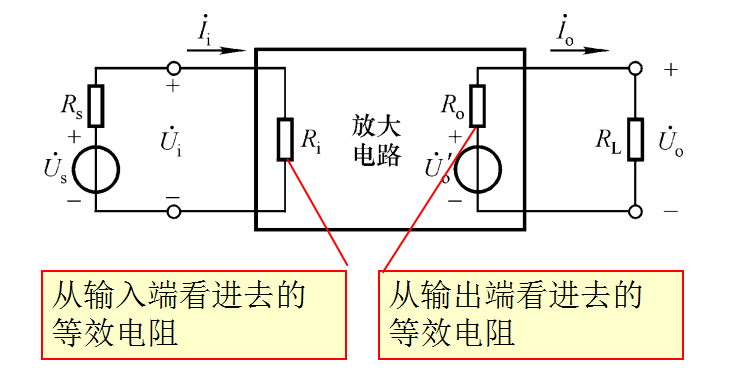 İi
İo
Rs
+
U̇s
−
+
U̇i
−
Ri
放大
电路
Ro
+
U̇′o
−
RL
+
U̇o
−
从输入端看进去的
等效电阻
从输出端看进去的
等效电阻